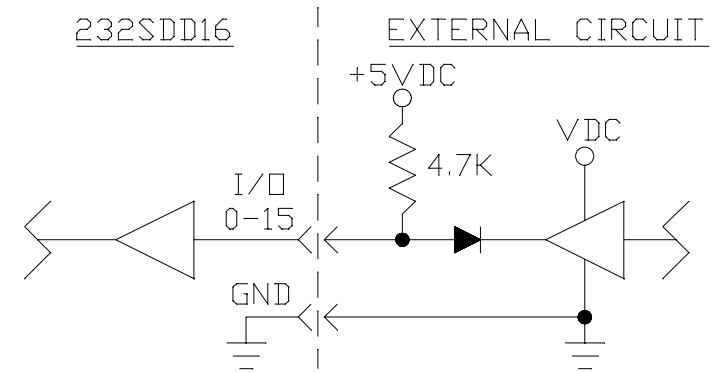 232SDD16
EXTERNAL CIRCUIT
+5VDC
VDC
4.7K
I/O
0-15
GND